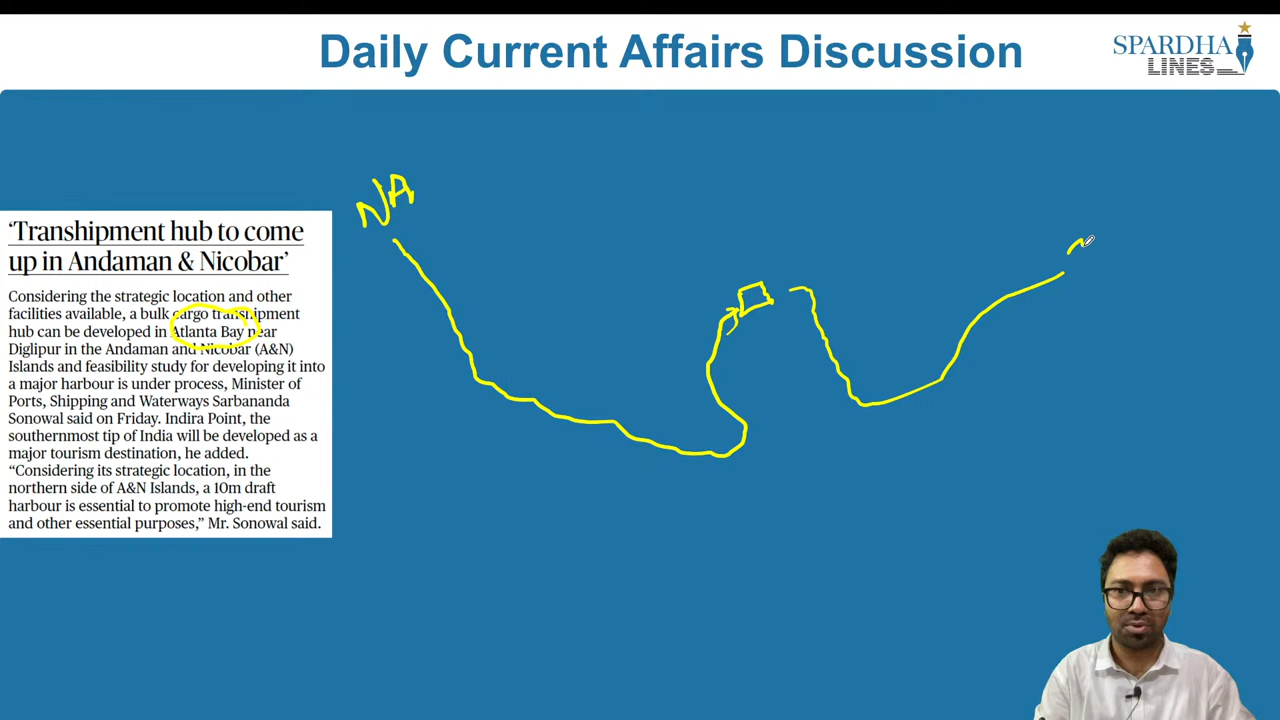 Daily Current Affairs Discussion
SPARDHA
LINES
NA
‘Transhipment hub to come
up in Andaman & Nicobar’
Considering the strategic location and other
facilities available, a bulk cargo transhipment
hub can be developed in Atlanta Bay near
Diglipur in the Andaman and Nicobar (A&N)
Islands and feasibility study for developing it into
a major harbour is under process, Minister of
Ports, Shipping and Waterways Sarbananda
Sonowal said on Friday. Indira Point, the
southernmost tip of India will be developed as a
major tourism destination, he added.
“Considering its strategic location, in the
northern side of A&N Islands, a 10m draft
harbour is essential to promote high-end tourism
and other essential purposes,” Mr. Sonowal said.